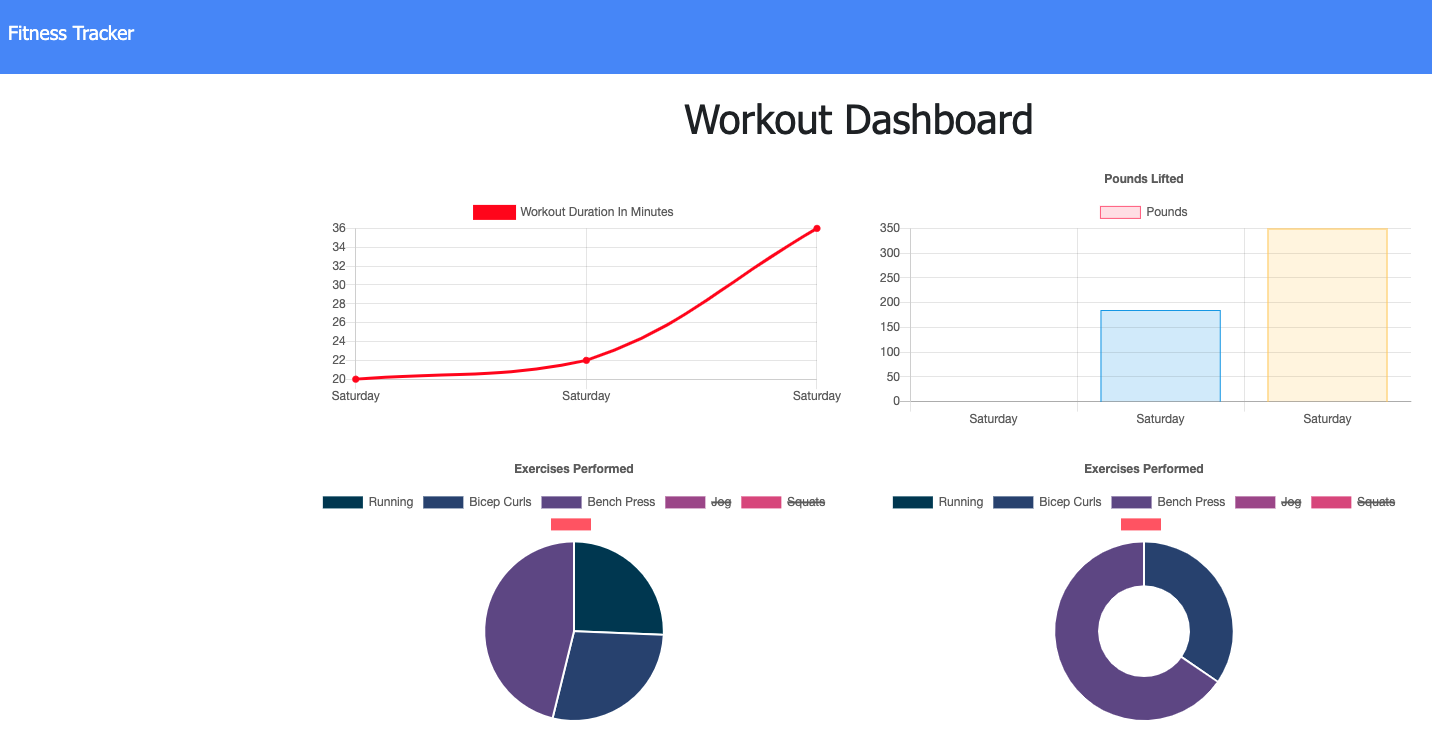 Fitness Tracker
Workout Dashboard
Workout Duration In Minutes
36
34
32
30
28
26
24
22
20
Saturday Saturday Saturday
Pounds Lifted
Pounds
350
300
250
200
150
100
50
0
Saturday Saturday Saturday
Exercises Performed
Running Bicep Curls Bench Press Jog Squats
Exercises Performed
Running Bicep Curls Bench Press Jog Squats